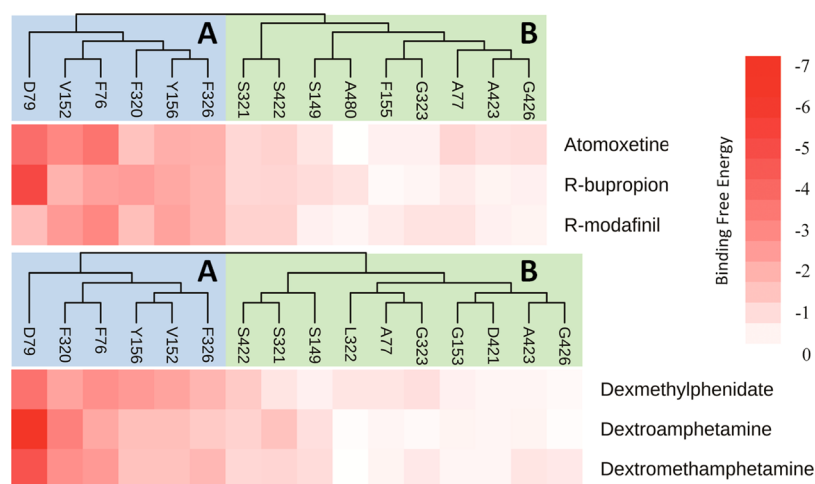 A B
D79 V152 F76 F320 Y156 F326 S321 S422 S149 A480 F155 G323 A77 A423 G426
Atomoxetine
R-bupropion
R-modafinil
A B
D79 F320 F76 Y156 V152 F326 S422 S321 S149 L322 A77 G323 G153 D421 A423 G426
Dexmethylphenidate
Dextroamphetamine
Dextromethamphetamine
Binding Free Energy
-7
-6
-5
-4
-3
-2
-1
0